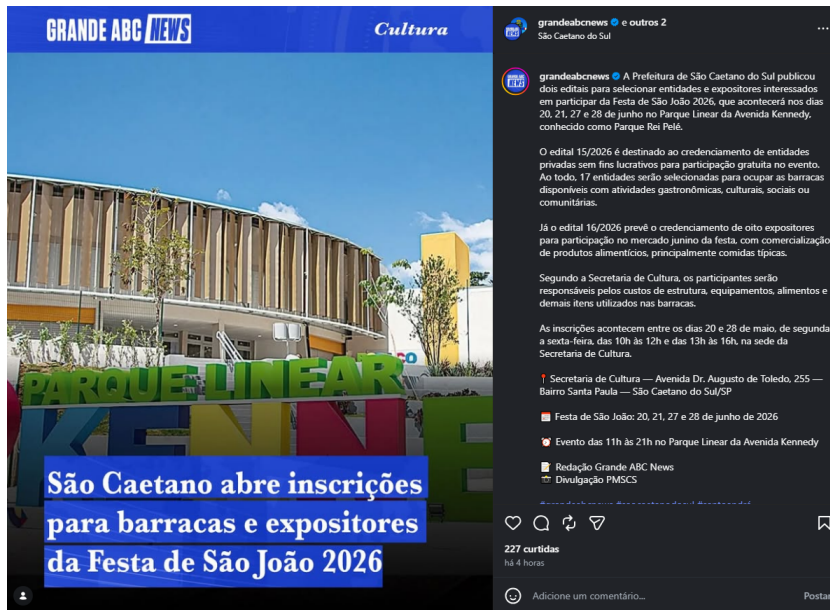 GRANDE ABC NEWS
Cultura
PARQUE LINEAR
KENNE
São Caetano abre inscrições
para barracas e expositores
da Festa de São João 2026
grandeabcnews e outros 2
São Caetano do Sul
grandeabcnews A Prefeitura de São Caetano do Sul publicou
dois editais para selecionar entidades e expositores interessados
em participar da Festa de São João 2026, que acontecerá nos dias
20, 21, 27 e 28 de junho no Parque Linear da Avenida Kennedy,
conhecido como Parque Rei Pelé.
O edital 15/2026 é destinado ao credenciamento de entidades
privadas sem fins lucrativos para participação gratuita no evento.
Ao todo, 17 entidades serão selecionadas para ocupar as barracas
disponíveis com atividades gastronômicas, culturais, sociais ou
comunitárias.
Já o edital 16/2026 prevê o credenciamento de oito expositores
para participação no mercado junino da festa, com comercialização
de produtos alimentícios, principalmente comidas típicas.
Segundo a Secretaria de Cultura, os participantes serão
responsáveis pelos custos de estrutura, equipamentos, alimentos e
demais itens utilizados nas barracas.
As inscrições acontecem entre os dias 20 e 28 de maio, de segunda
a sexta-feira, das 10h às 12h e das 13h às 16h, na sede da
Secretaria de Cultura.
Secretaria de Cultura — Avenida Dr. Augusto de Toledo, 255 —
Bairro Santa Paula — São Caetano do Sul/SP
Festa de São João: 20, 21, 27 e 28 de junho de 2026
Evento das 11h às 21h no Parque Linear da Avenida Kennedy
Redação Grande ABC News
Divulgação PMSCS
227 curtidas
há 4 horas
Adicione um comentário...
Postar